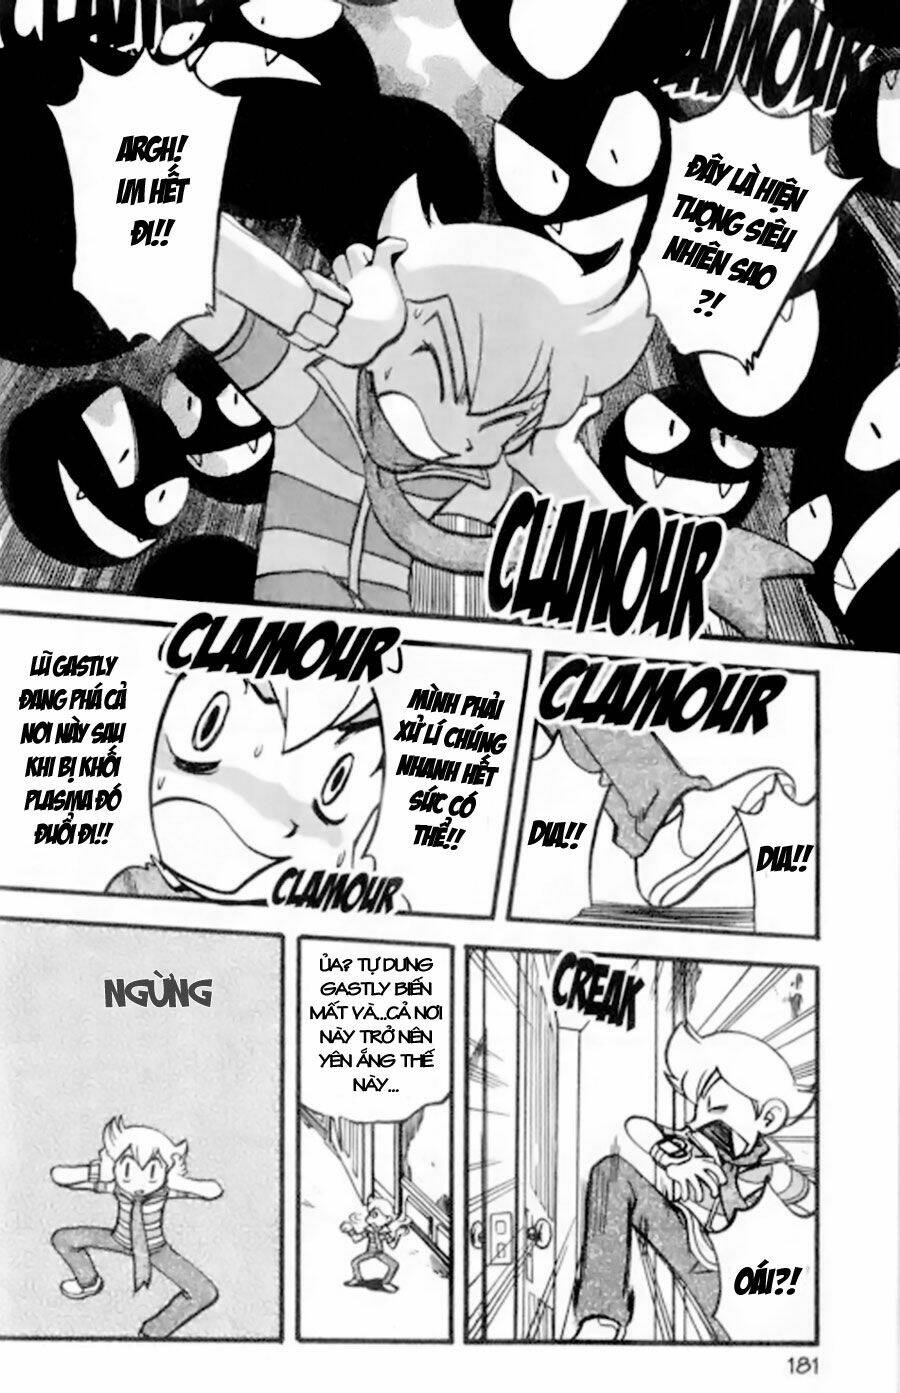 CLAMOUR
CLAMOUR
ARGH!
IM HẾT
ĐI!!
ĐÂY LÀ HIỆN
TƯỢNG SIÊU
NHIÊN SAO
?!
CLAMOUR
LŨ GASTLY
ĐANG PHÁ CẢ
NƠI NÀY SAU
KHI BỊ KHỐI
PLASMA ĐÓ
ĐUỔI ĐI!!
CLAMOUR
MÌNH PHẢI
XỬ LÍ CHÚNG
NHANH HẾT
SỨC CÓ
THỂ!!
CLAMOUR
CLAMOUR
DIA!!
DIA!!
NGỪNG
ỦA? TỰ DUNG
GASTLY BIẾN
MẤT VÀ...CẢ NƠI
NÀY TRỞ NÊN
YÊN ẮNG THẾ
NÀY...
CREAK
OÁI?!
181